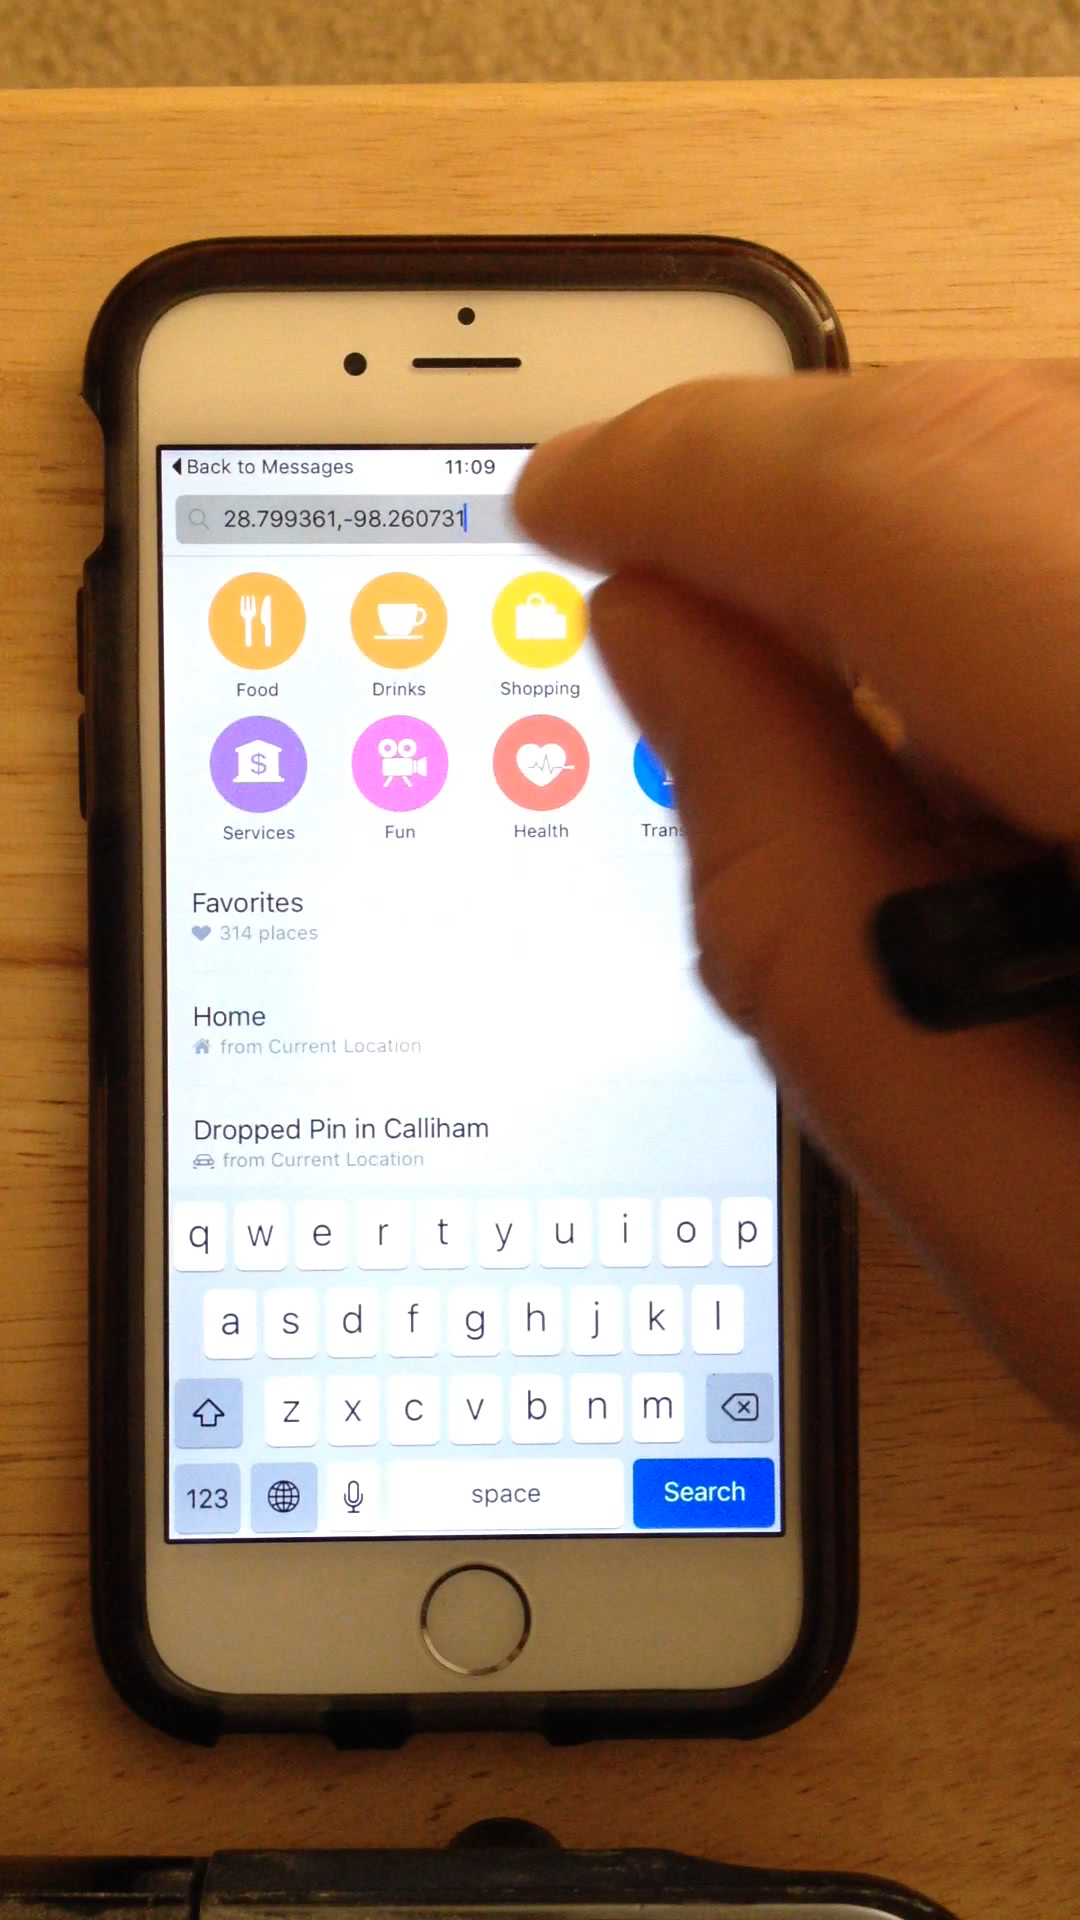 Back to Messages 11:09
28.799361,-98.260731
Food Drinks Shopping
Services Fun Health Trans
Favorites
314 places
Home
from Current Location
Dropped Pin in Calliham
from Current Location
q w e r t y u i o p
a s d f g h j k l
z x c v b n m
123 space Search